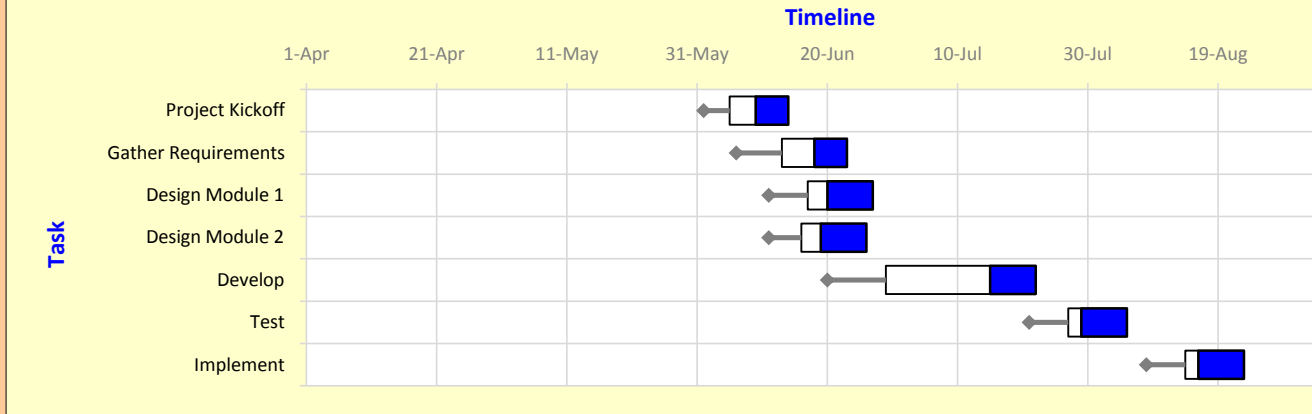 Timeline
1-Apr 21-Apr 11-May 31-May 20-Jun 10-Jul 30-Jul 19-Aug
Task
Project Kickoff
Gather Requirements
Design Module 1
Design Module 2
Develop
Test
Implement